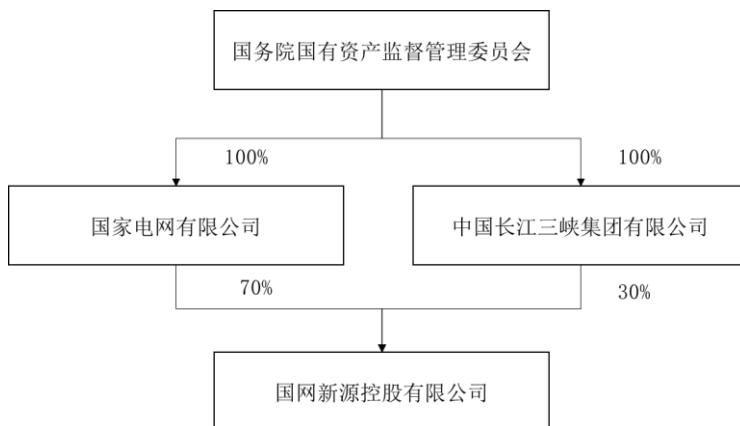 国务院国有资产监督管理委员会
100%
100%
国家电网有限公司
中国长江三峡集团有限公司
70%
30%
国网新源控股有限公司